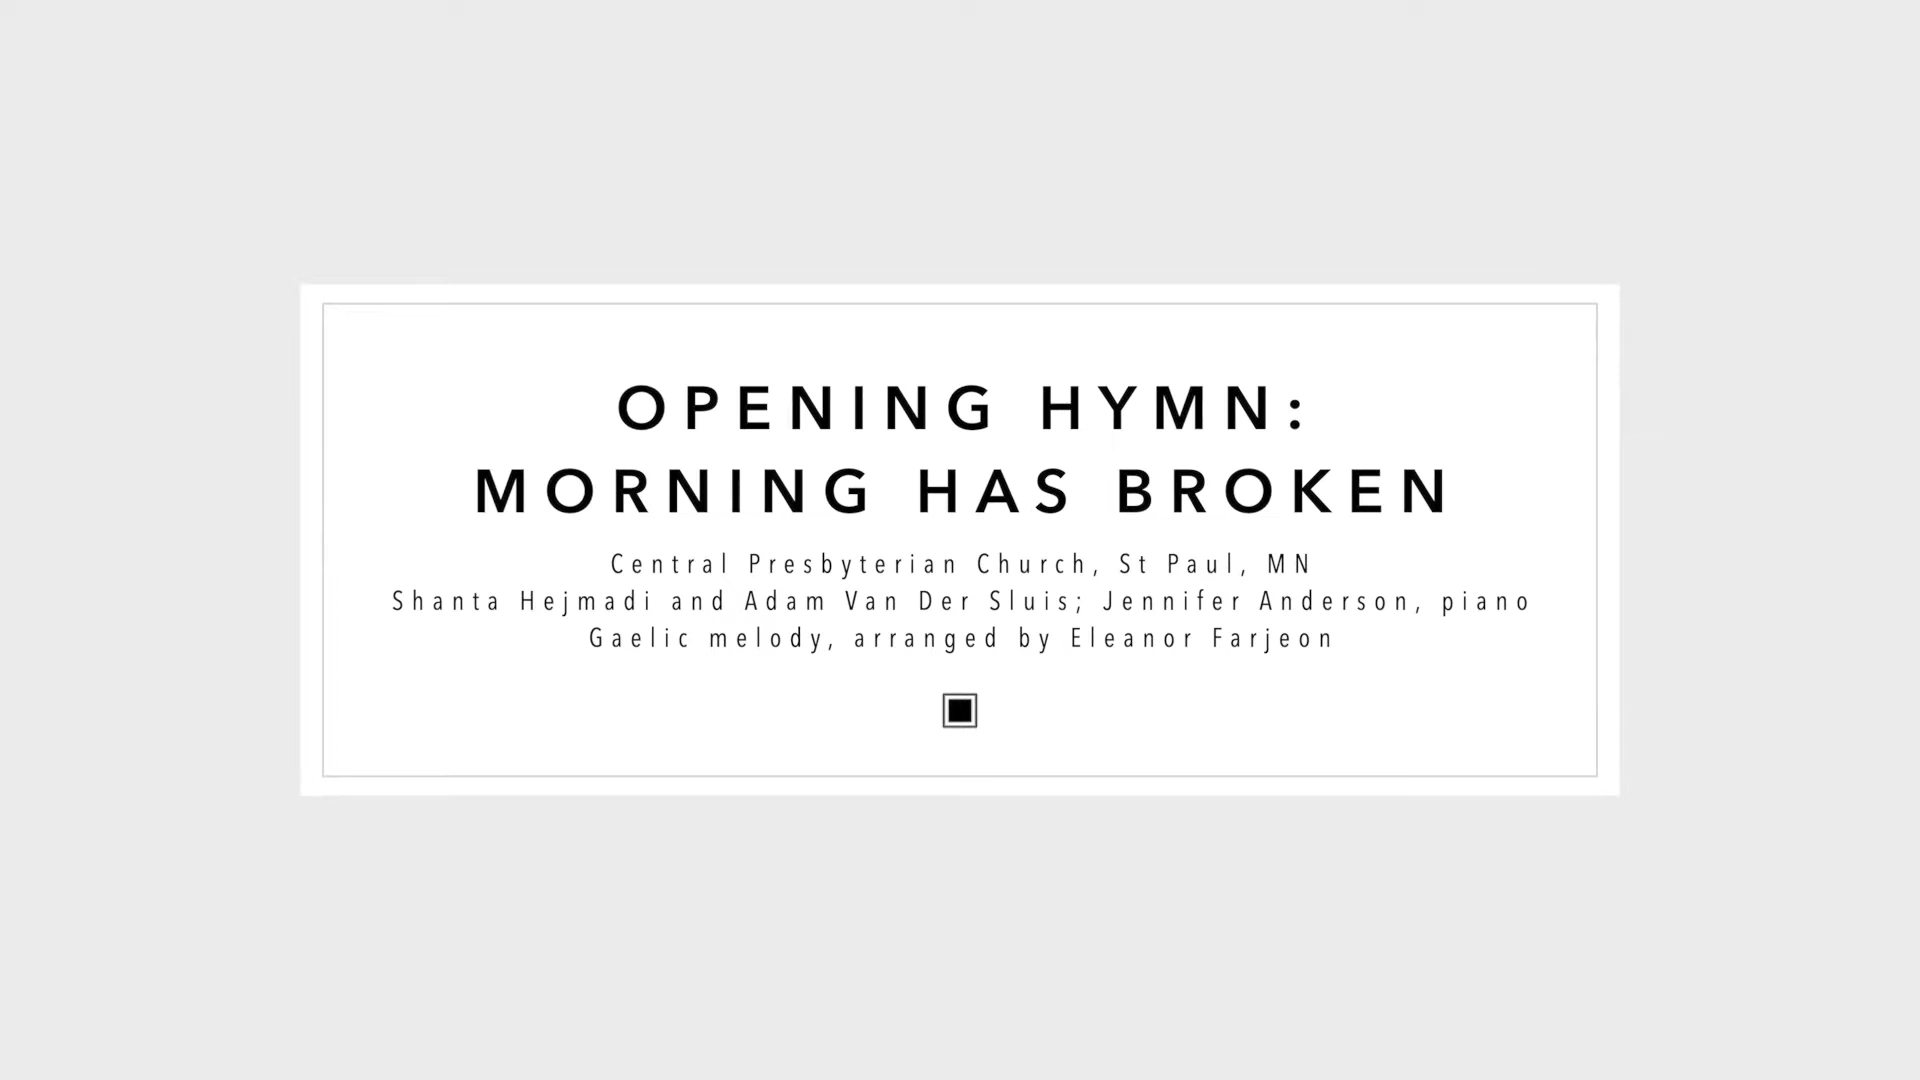 OPENING HYMN:
MORNING HAS BROKEN
Central Presbyterian Church, St Paul, MN
Shanta Hejmadi and Adam Van Der Sluis; Jennifer Anderson, piano
Gaelic melody, arranged by Eleanor Farjeon